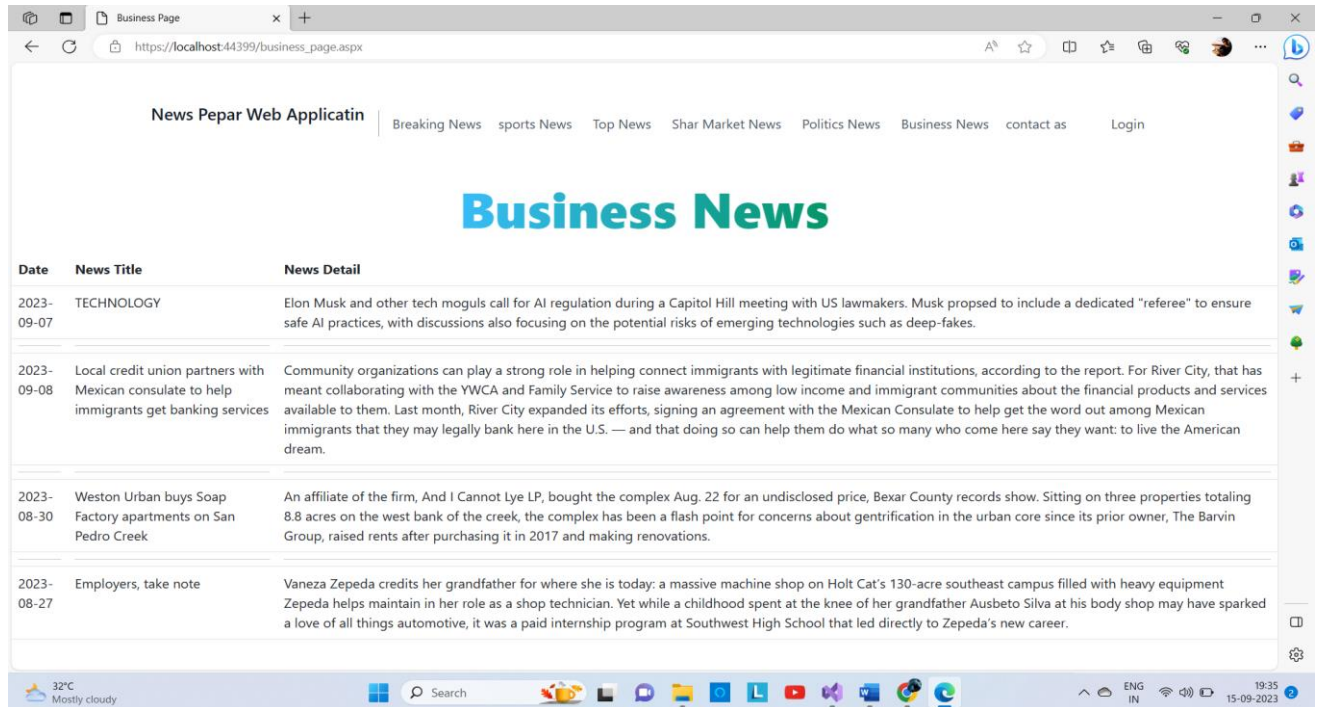 Business Page
https://localhost:44399/business_page.aspx
News Pepar Web Applicatin
Breaking News sports News Top News Shar Market News Politics News Business News contact as Login
Business News
Date News Title News Detail
2023-
09-07
TECHNOLOGY
Elon Musk and other tech moguls call for AI regulation during a Capitol Hill meeting with US lawmakers. Musk propsed to include a dedicated "referee" to ensure
safe AI practices, with discussions also focusing on the potential risks of emerging technologies such as deep-fakes.
2023-
09-08
Local credit union partners with
Mexican consulate to help
immigrants get banking services
Community organizations can play a strong role in helping connect immigrants with legitimate financial institutions, according to the report. For River City, that has
meant collaborating with the YWCA and Family Service to raise awareness among low income and immigrant communities about the financial products and services
available to them. Last month, River City expanded its efforts, signing an agreement with the Mexican Consulate to help get the word out among Mexican
immigrants that they may legally bank here in the U.S. — and that doing so can help them do what so many who come here say they want: to live the American
dream.
2023-
08-30
Weston Urban buys Soap
Factory apartments on San
Pedro Creek
An affiliate of the firm, And I Cannot Lye LP, bought the complex Aug. 22 for an undisclosed price, Bexar County records show. Sitting on three properties totaling
8.8 acres on the west bank of the creek, the complex has been a flash point for concerns about gentrification in the urban core since its prior owner, The Barvin
Group, raised rents after purchasing it in 2017 and making renovations.
2023-
08-27
Employers, take note
Vaneza Zepeda credits her grandfather for where she is today: a massive machine shop on Holt Cat's 130-acre southeast campus filled with heavy equipment
Zepeda helps maintain in her role as a shop technician. Yet while a childhood spent at the knee of her grandfather Ausbeto Silva at his body shop may have sparked
a love of all things automotive, it was a paid internship program at Southwest High School that led directly to Zepeda's new career.
32°C
Mostly cloudy
Search
ENG
IN
19:35
15-09-2023
2